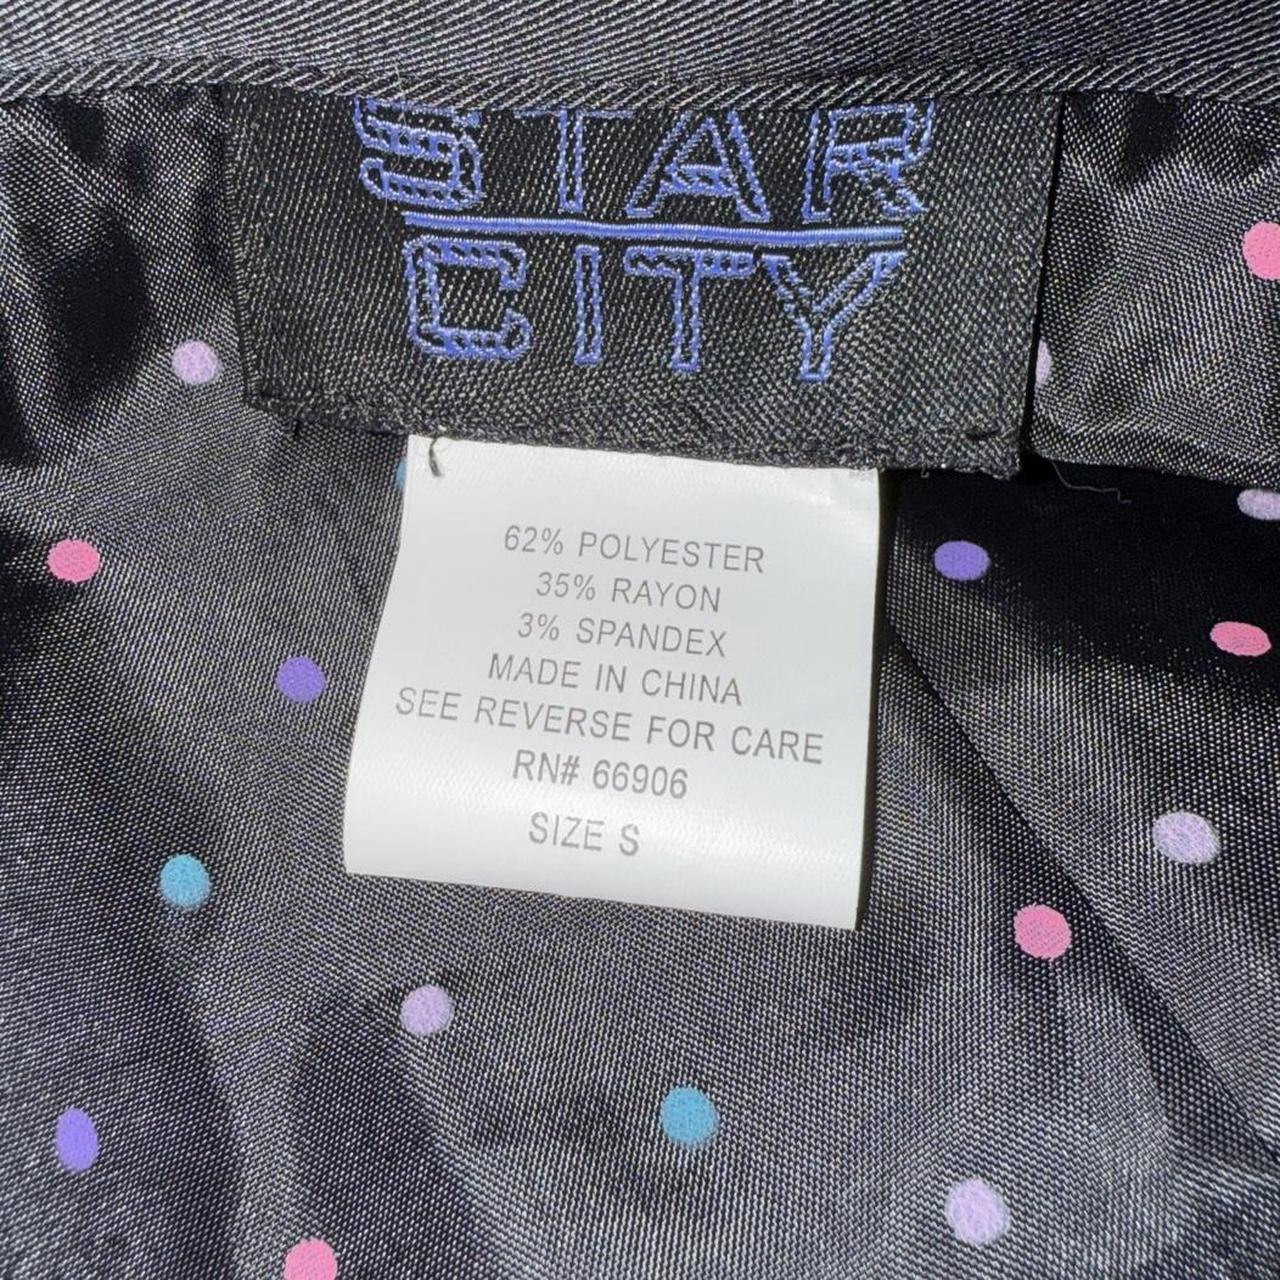 STAR
CITY
62% POLYESTER
35% RAYON
3% SPANDEX
MADE IN CHINA
SEE REVERSE FOR CARE
RN# 66906
SIZE S